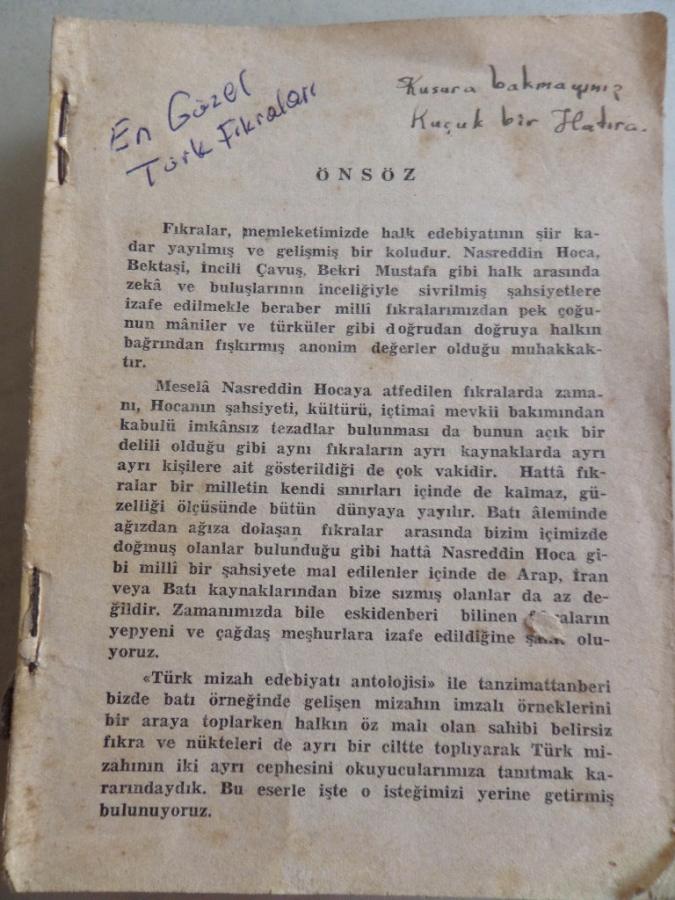 En Güzel
Türk Fıkraları
Kusura bakmayınız
Kuçuk bir Hatıra.
ÖNSÖZ
Fıkralar, memleketimizde halk edebiyatının şiir ka-
dar yayılmış ve gelişmiş bir koludur. Nasreddin Hoca,
Bektaşi, İncili Çavuş, Bekri Mustafa gibi halk arasında
zekâ ve buluşlarının inceliğiyle sivrilmiş şahsiyetlere
izafe edilmekle beraber millî fıkralarımızdan pek çoğu-
nun mâniler ve türküler gibi doğrudan doğruya halkın
bağrından fışkırmış anonim değerler olduğu muhakkak-
tır.
Meselâ Nasreddin Hocaya atfedilen fıkralarda zama-
nı, Hocanın şahsiyeti, kültürü, içtimaî mevkii bakımından
kabulü imkânsız tezadlar bulunması da bunun açık bir
delili olduğu gibi aynı fıkraların ayrı kaynaklarda ayrı
ayrı kişilere ait gösterildiği de çok vakidir. Hattâ fık-
ralar bir milletin kendi sınırları içinde de kalmaz, gü-
zelliği ölçüsünde bütün dünyaya yayılır. Batı âleminde
ağızdan ağıza dolaşan fıkralar arasında bizim içimizde
doğmuş olanlar bulunduğu gibi hattâ Nasreddin Hoca gi-
bi millî bir şahsiyete mal edilenler içinde de Arap, İran
veya Batı kaynaklarından bize sızmış olanlar da az de-
ğildir. Zamanımızda bile eskidenberi bilinen
yepyeni ve çağdaş meşhurlara izafe edildiğine olu-
yoruz.
«Türk mizah edebiyatı antolojisi» ile tanzimattanberi
bizde batı örneğinde gelişen mizahın imzalı örneklerini
bir araya toplarken halkın öz malı olan sahibi belirsiz
fıkra ve nükteleri de ayrı bir ciltte toplıyarak Türk mi-
zahının iki ayrı cephesini okuyucularımıza tanıtmak ka-
rarındaydık. Bu eserle işte o isteğimizi yerine getirmiş
bulunuyoruz.